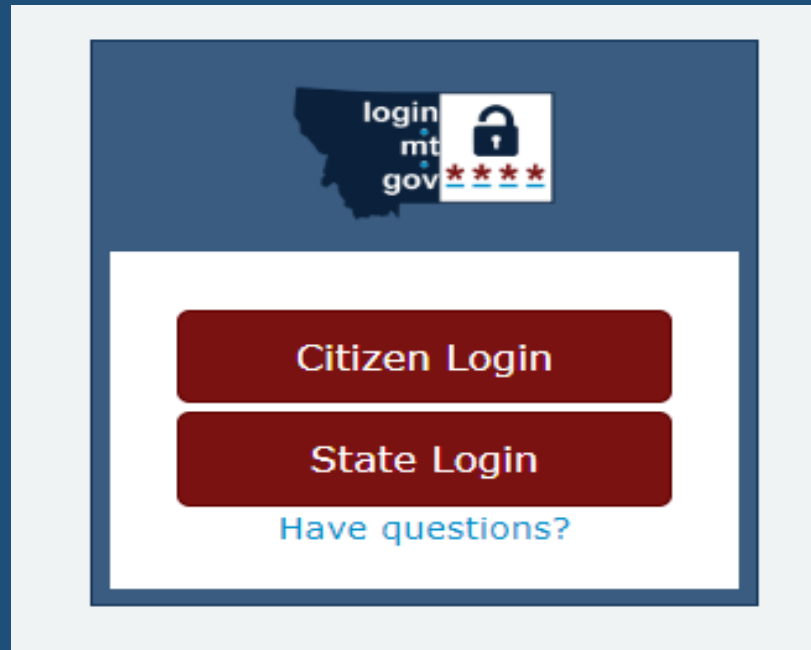 login
mt
gov
****
Citizen Login
State Login
Have questions?